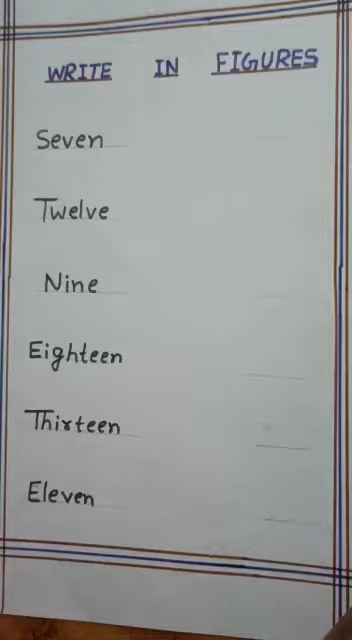 WRITE IN FIGURES
Seven
Twelve
Nine
Eighteen
Thirteen
Eleven